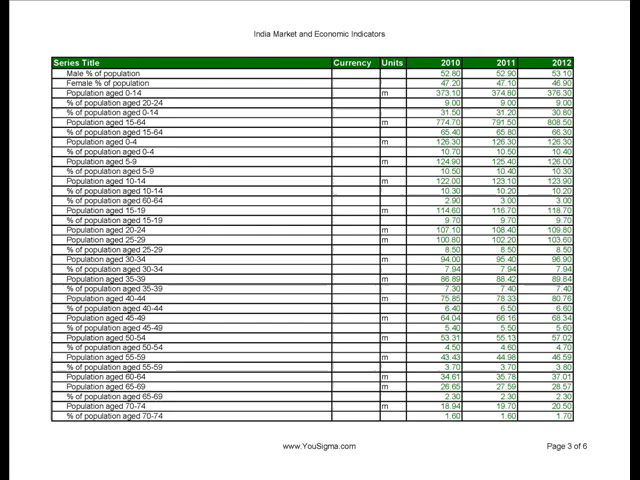 India Market and Economic Indicators
Series Title Currency Units 2010 2011 2012
Male % of population 52.80 52.90 53.10
Female % of population 47.20 47.10 46.90
Population aged 0-14 m 373.10 374.80 376.30
% of population aged 20-24 9.00 9.00 9.00
% of population aged 0-14 31.50 31.20 30.80
Population aged 15-64 m 774.70 791.50 808.50
% of population aged 15-64 65.40 65.80 66.30
Population aged 0-4 m 126.30 126.30 126.30
% of population aged 0-4 10.70 10.50 10.40
Population aged 5-9 m 124.90 125.40 126.00
% of population aged 5-9 10.50 10.40 10.30
Population aged 10-14 m 122.00 123.10 123.90
% of population aged 10-14 10.30 10.20 10.20
% of population aged 60-64 2.90 3.00 3.00
Population aged 15-19 m 114.60 116.70 118.70
% of population aged 15-19 9.70 9.70 9.70
Population aged 20-24 m 107.10 108.40 109.80
Population aged 25-29 m 100.80 102.20 103.60
% of population aged 25-29 8.50 8.50 8.50
Population aged 30-34 m 94.00 95.40 96.90
% of population aged 30-34 7.94 7.94 7.94
Population aged 35-39 m 86.89 88.42 89.84
% of population aged 35-39 7.30 7.40 7.40
Population aged 40-44 m 75.85 78.33 80.76
% of population aged 40-44 6.40 6.50 6.60
Population aged 45-49 m 64.04 66.16 68.34
% of population aged 45-49 5.40 5.50 5.60
Population aged 50-54 m 53.31 55.13 57.02
% of population aged 50-54 4.50 4.60 4.70
Population aged 55-59 m 43.43 44.98 46.59
% of population aged 55-59 3.70 3.70 3.80
Population aged 60-64 m 34.61 35.78 37.01
Population aged 65-69 m 26.65 27.59 28.57
% of population aged 65-69 2.30 2.30 2.30
Population aged 70-74 m 18.94 19.70 20.50
% of population aged 70-74 1.60 1.60 1.70
www.YouSigma.com Page 3 of 6